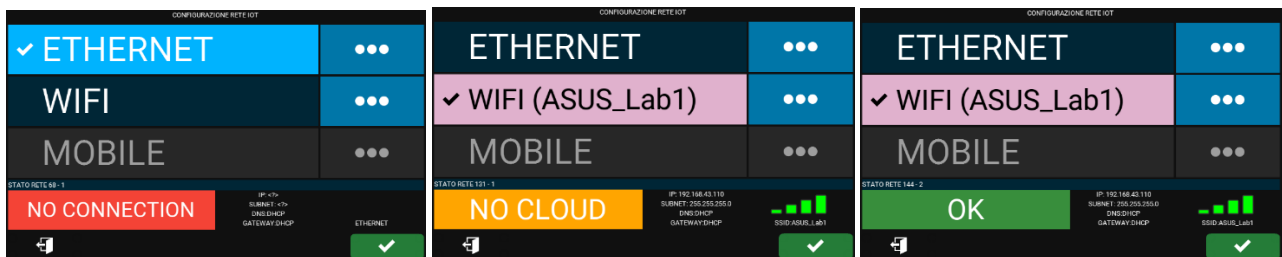 CONFIGURAZIONE RETE IOT
ETHERNET
WIFI
MOBILE
STATO RETE 68 - 1
NO CONNECTION
IP: <?>
SUBNET: <?>
DNS:DHCP
GATEWAY:DHCP
ETHERNET
CONFIGURAZIONE RETE IOT
ETHERNET
WIFI (ASUS_Lab1)
MOBILE
STATO RETE 131 - 1
NO CLOUD
IP: 192.168.43.110
SUBNET: 255.255.255.0
DNS:DHCP
GATEWAY:DHCP
SSID:ASUS_Lab1
CONFIGURAZIONE RETE IOT
ETHERNET
WIFI (ASUS_Lab1)
MOBILE
STATO RETE 144 - 2
OK
IP: 192.168.43.110
SUBNET: 255.255.255.0
DNS:DHCP
GATEWAY:DHCP
SSID:ASUS_Lab1